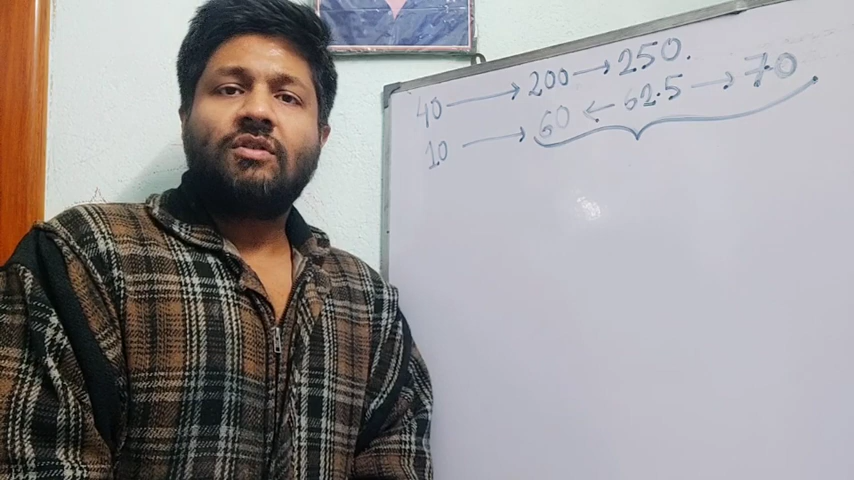 40 → 200 → 250.
10 → 60 ← 62.5 → 70